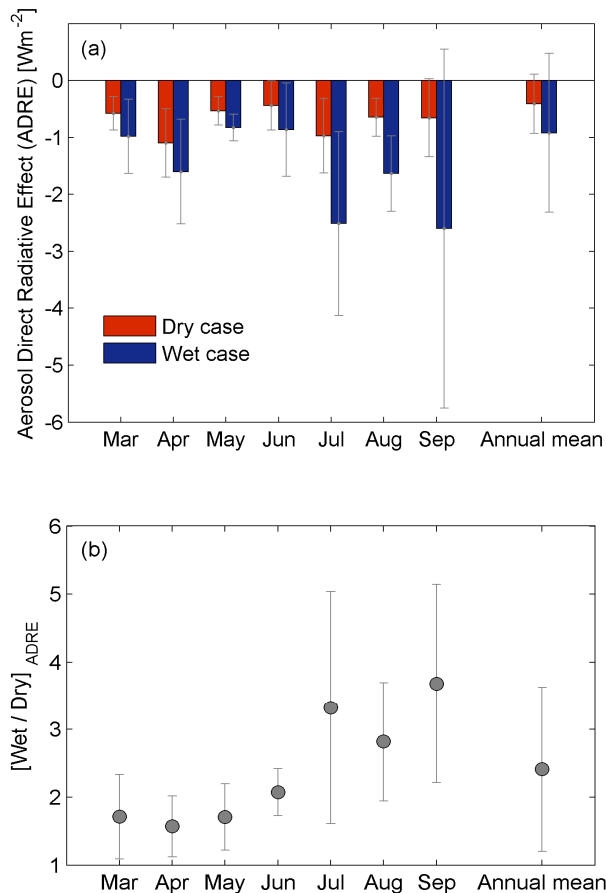 (a)
Aerosol Direct Radiative Effect (ADRE) [Wm⁻²]
0
-1
-2
-3
-4
-5
-6
Dry case
Wet case
Mar Apr May Jun Jul Aug Sep Annual mean
(b)
[Wet / Dry] ADRE
6
5
4
3
2
1
Mar Apr May Jun Jul Aug Sep Annual mean